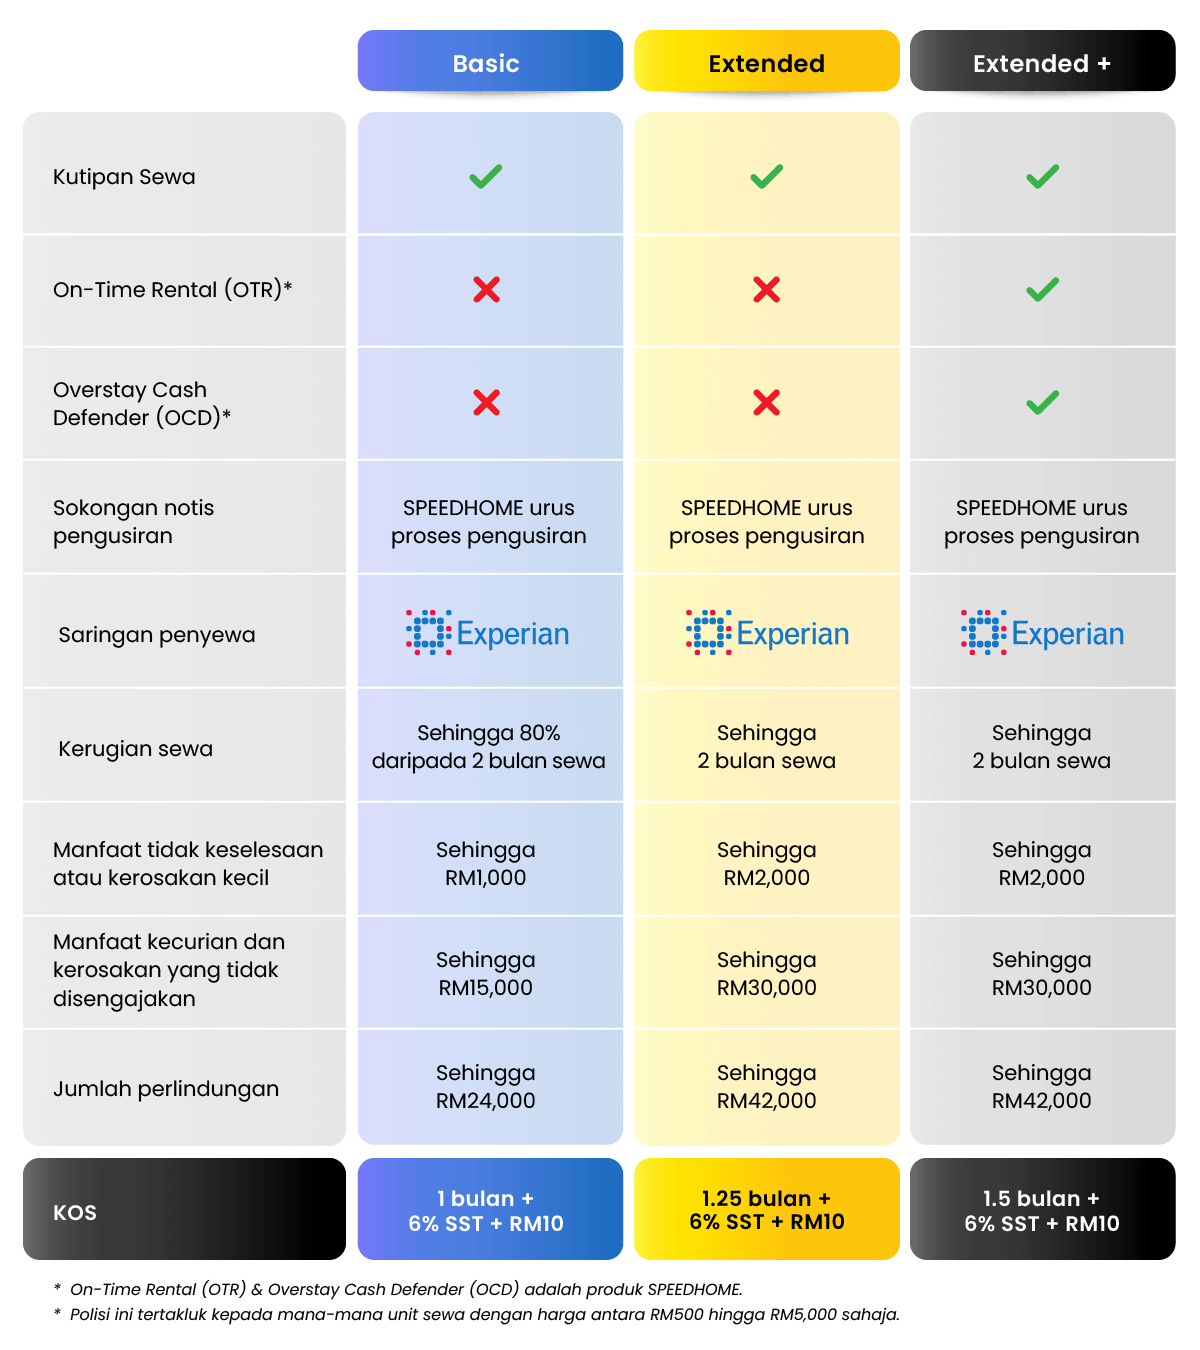 Basic
Extended
Extended +
Kutipan Sewa
On-Time Rental (OTR)*
Overstay Cash
Defender (OCD)*
Sokongan notis
pengusiran
SPEEDHOME urus
proses pengusiran
SPEEDHOME urus
proses pengusiran
SPEEDHOME urus
proses pengusiran
Saringan penyewa
Experian
Experian
Experian
Kerugian sewa
Sehingga 80%
daripada 2 bulan sewa
Sehingga
2 bulan sewa
Sehingga
2 bulan sewa
Manfaat tidak keselesaan
atau kerosakan kecil
Sehingga
RM1,000
Sehingga
RM2,000
Sehingga
RM2,000
Manfaat kecurian dan
kerosakan yang tidak
disengajakan
Sehingga
RM15,000
Sehingga
RM30,000
Sehingga
RM30,000
Jumlah perlindungan
Sehingga
RM24,000
Sehingga
RM42,000
Sehingga
RM42,000
KOS
1 bulan +
6% SST + RM10
1.25 bulan +
6% SST + RM10
1.5 bulan +
6% SST + RM10
* On-Time Rental (OTR) & Overstay Cash Defender (OCD) adalah produk SPEEDHOME.
* Polisi ini tertakluk kepada mana-mana unit sewa dengan harga antara RM500 hingga RM5,000 sahaja.